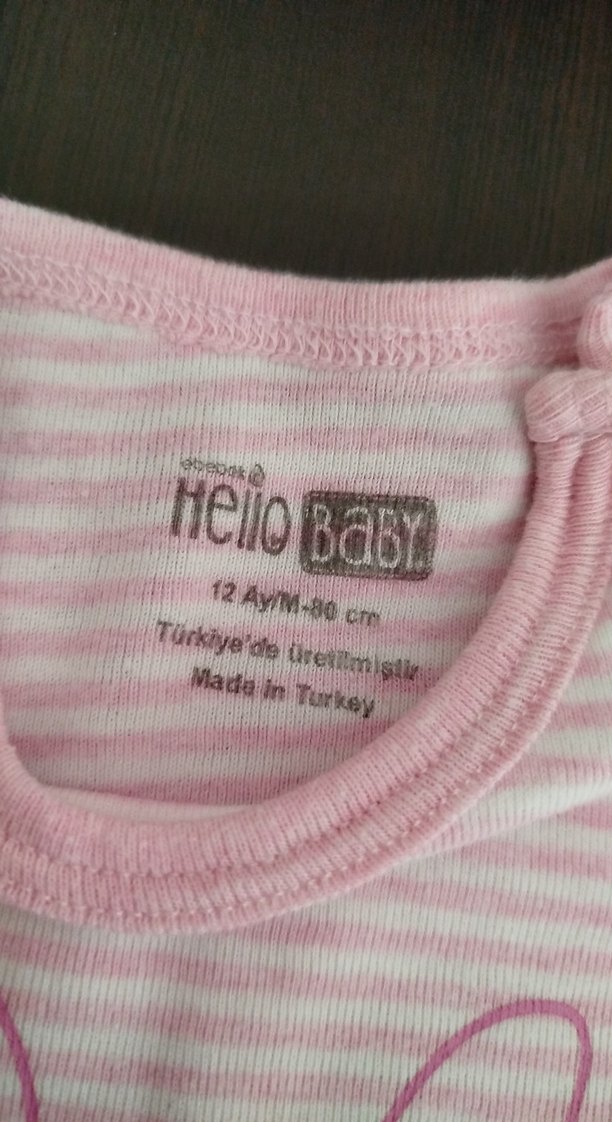 ebebek
Hello BABY
12 Ay/M-80 cm
Türkiye'de üretilmiştir
Made in Turkey